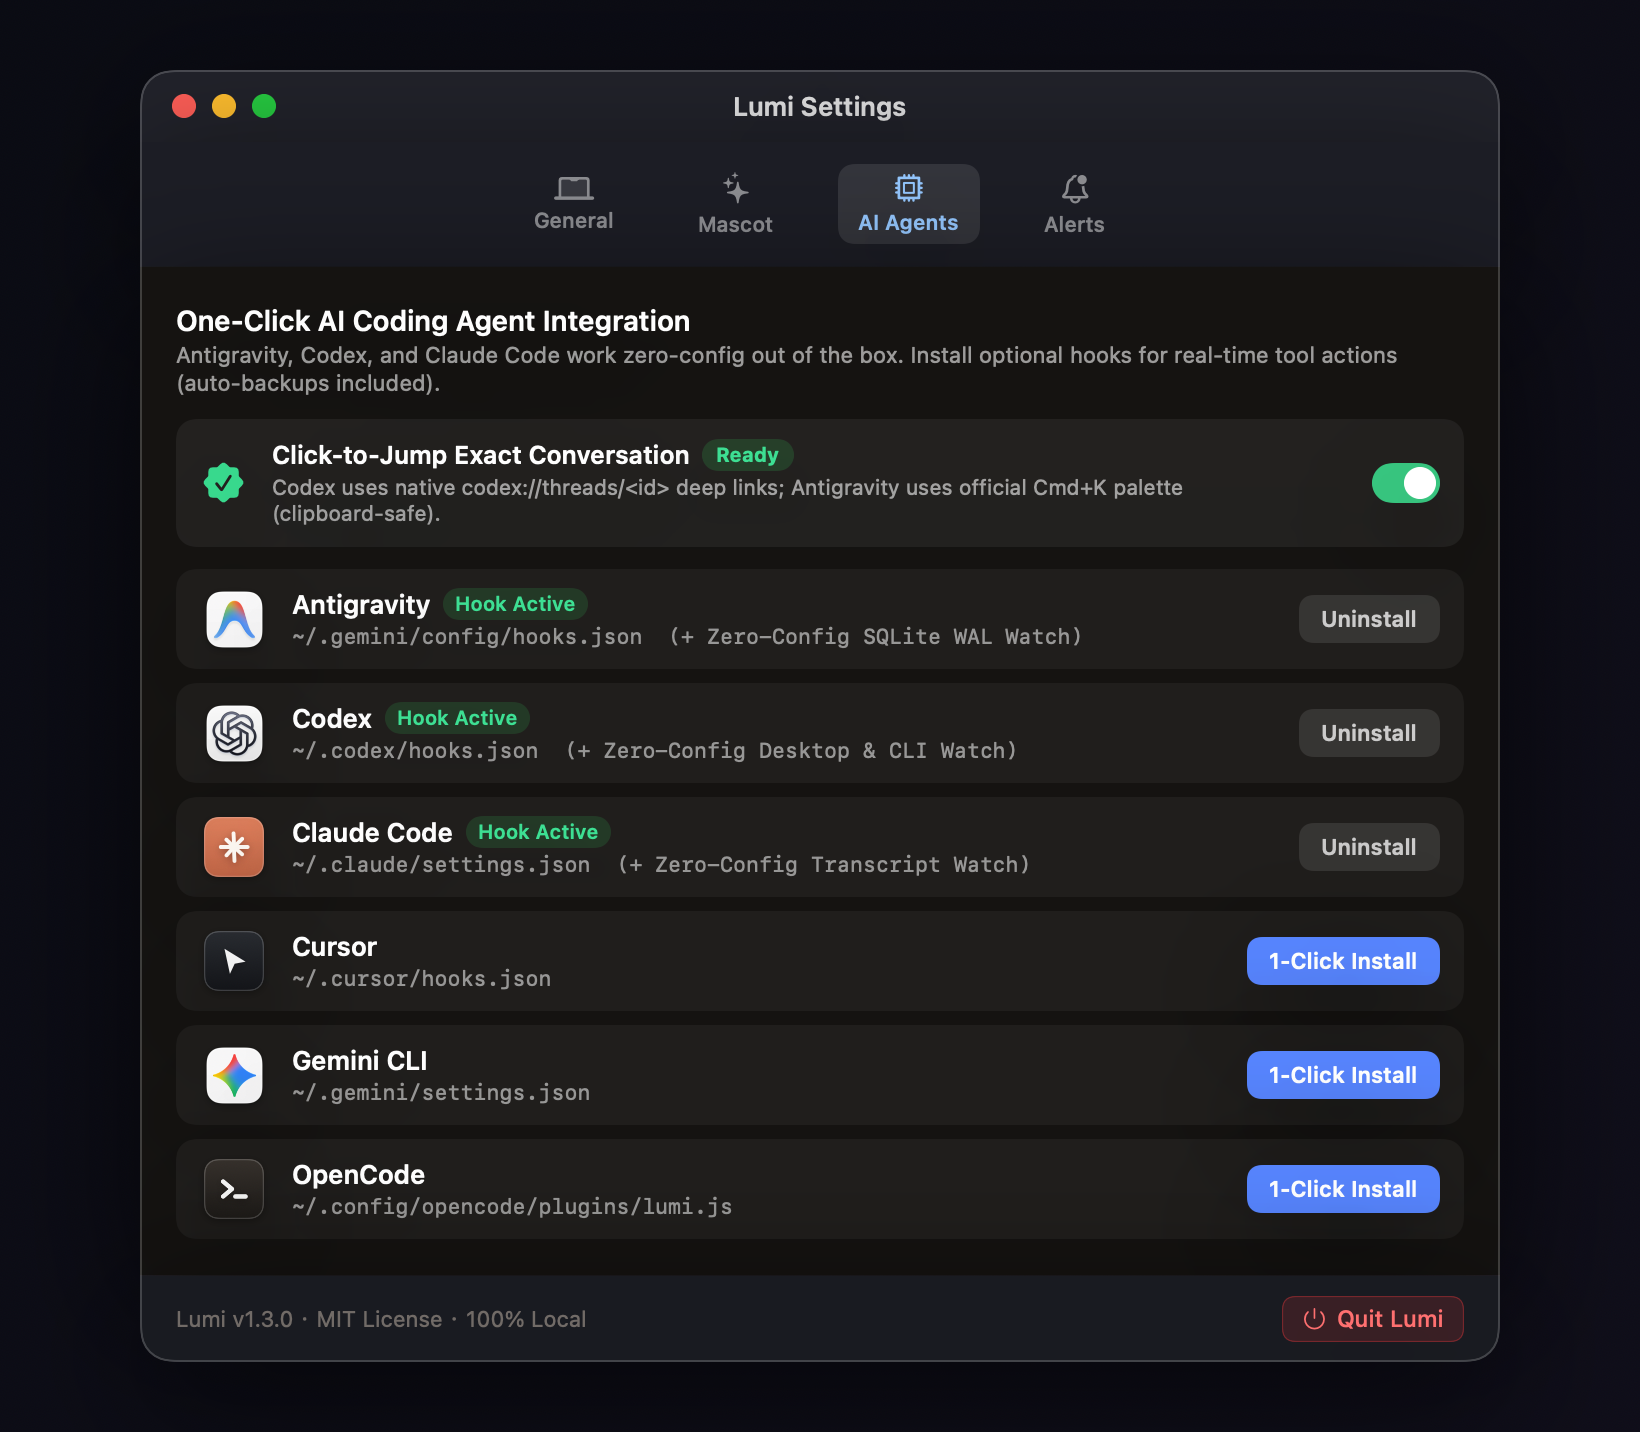 Lumi Settings
General
Mascot
AI Agents
Alerts
One-Click AI Coding Agent Integration
Antigravity, Codex, and Claude Code work zero-config out of the box. Install optional hooks for real-time tool actions
(auto-backups included).
Click-to-Jump Exact Conversation Ready
Codex uses native codex://threads/<id> deep links; Antigravity uses official Cmd+K palette
(clipboard-safe).
Antigravity Hook Active
~/.gemini/config/hooks.json (+ Zero-Config SQLite WAL Watch)
Uninstall
Codex Hook Active
~/.codex/hooks.json (+ Zero-Config Desktop & CLI Watch)
Uninstall
Claude Code Hook Active
~/.claude/settings.json (+ Zero-Config Transcript Watch)
Uninstall
Cursor
~/.cursor/hooks.json
1-Click Install
Gemini CLI
~/.gemini/settings.json
1-Click Install
OpenCode
~/.config/opencode/plugins/lumi.js
1-Click Install
Lumi v1.3.0 · MIT License · 100% Local
Quit Lumi